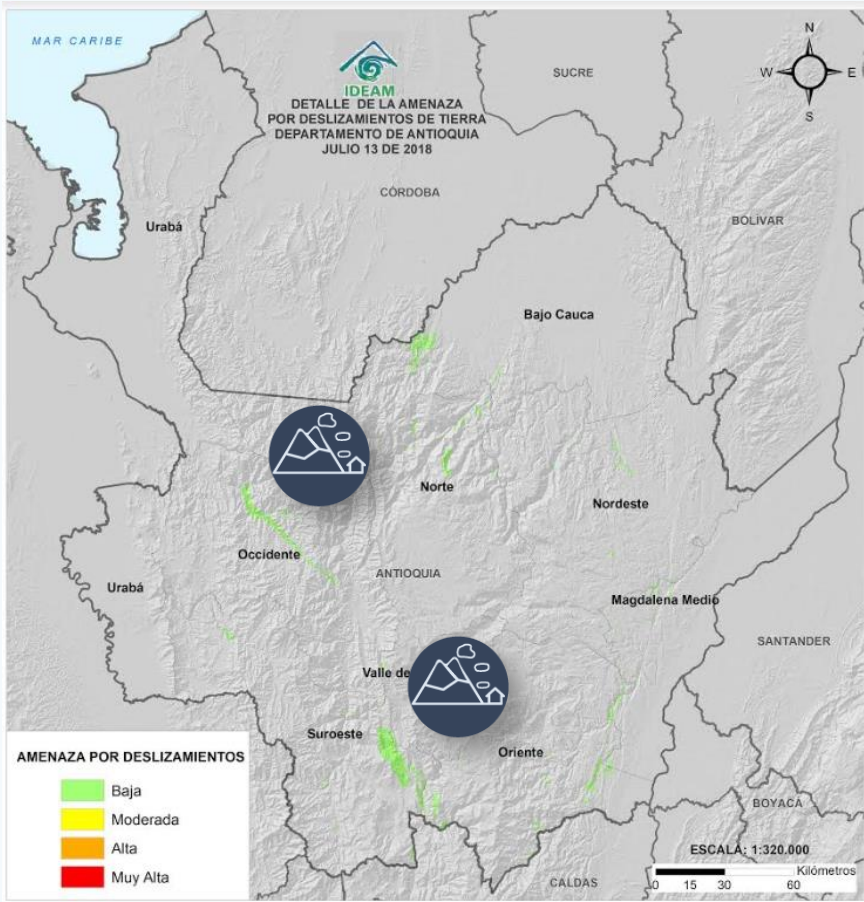 MAR CARIBE
IDEAM
DETALLE DE LA AMENAZA
POR DESLIZAMIENTOS DE TIERRA
DEPARTAMENTO DE ANTIOQUIA
JULIO 13 DE 2018
N
W
E
S
SUCRE
CÓRDOBA
BOLÍVAR
Urabá
Bajo Cauca
Norte
Nordeste
Occidente
ANTIOQUIA
Urabá
Magdalena Medio
SANTANDER
Valle de
Suroeste
Oriente
BOYACÁ
CALDAS
AMENAZA POR DESLIZAMIENTOS
Baja
Moderada
Alta
Muy Alta
ESCALA: 1:320.000
Kilómetros
0 15 30 60